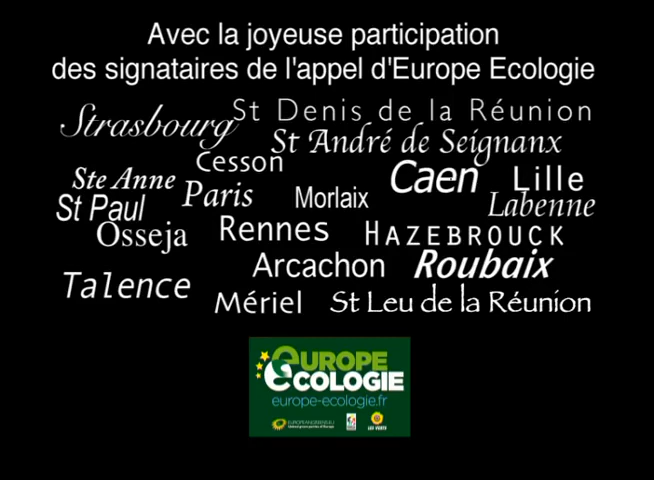 Avec la joyeuse participation
des signataires de l'appel d'Europe Ecologie
Strasbourg St Denis de la Réunion
St André de Seignanx
Cesson
Ste Anne Paris Morlaix Caen Lille
St Paul Labenne
Osseja Rennes HAZEBROUCK
Arcachon Roubaix
Talence Mériel St Leu de la Réunion
EUROPE
ECOLOGIE
europe-ecologie.fr
LES VERTS